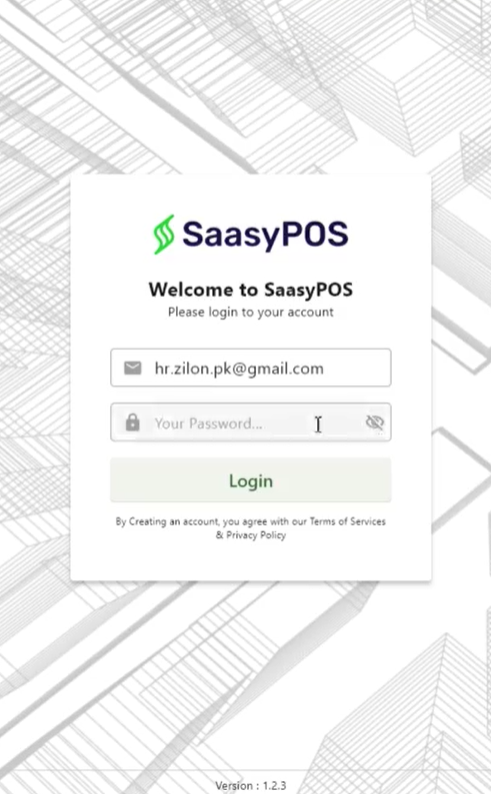 SaasyPOS
Welcome to SaasyPOS
Please login to your account
hr.zilon.pk@gmail.com
Your Password...
Login
By Creating an account, you agree with our Terms of Services
& Privacy Policy
Version : 1.2.3